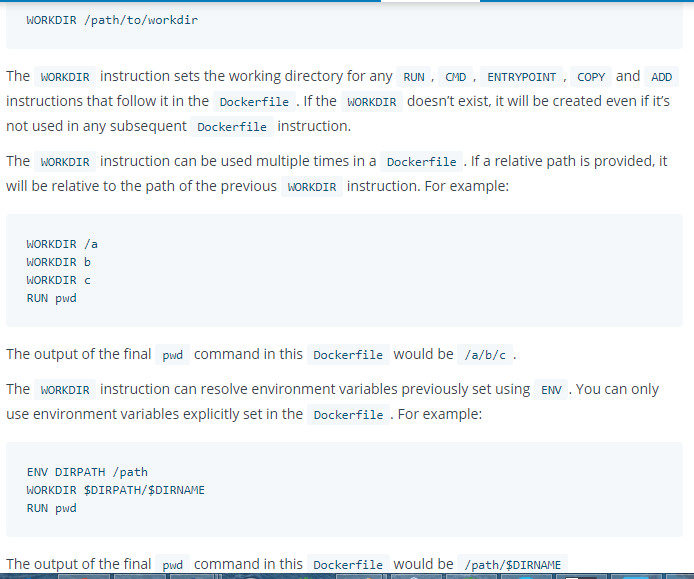 WORKDIR /path/to/workdir
The WORKDIR instruction sets the working directory for any RUN , CMD , ENTRYPOINT , COPY and ADD
instructions that follow it in the Dockerfile . If the WORKDIR doesn’t exist, it will be created even if it’s
not used in any subsequent Dockerfile instruction.
The WORKDIR instruction can be used multiple times in a Dockerfile . If a relative path is provided, it
will be relative to the path of the previous WORKDIR instruction. For example:
WORKDIR /a
WORKDIR b
WORKDIR c
RUN pwd
The output of the final pwd command in this Dockerfile would be /a/b/c .
The WORKDIR instruction can resolve environment variables previously set using ENV . You can only
use environment variables explicitly set in the Dockerfile . For example:
ENV DIRPATH /path
WORKDIR $DIRPATH/$DIRNAME
RUN pwd
The output of the final pwd command in this Dockerfile would be /path/$DIRNAME